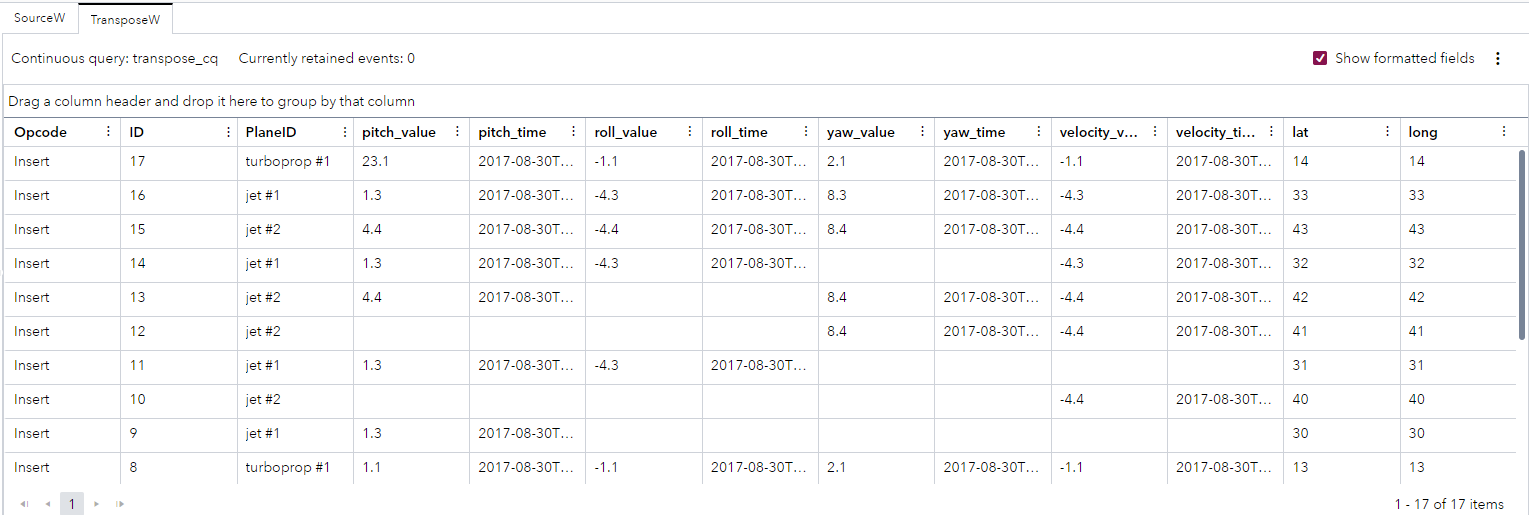 SourceW TransposeW
Continuous query: transpose_cq Currently retained events: 0 Show formatted fields
Drag a column header and drop it here to group by that column
Opcode ID PlaneID pitch_value pitch_time roll_value roll_time yaw_value yaw_time velocity_v... velocity_ti... lat long
Insert 17 turboprop #1 23.1 2017-08-30T... -1.1 2017-08-30T... 2.1 2017-08-30T... -1.1 2017-08-30T... 14 14
Insert 16 jet #1 1.3 2017-08-30T... -4.3 2017-08-30T... 8.3 2017-08-30T... -4.3 2017-08-30T... 33 33
Insert 15 jet #2 4.4 2017-08-30T... -4.4 2017-08-30T... 8.4 2017-08-30T... -4.4 2017-08-30T... 43 43
Insert 14 jet #1 1.3 2017-08-30T... -4.3 2017-08-30T... -4.3 2017-08-30T... 32 32
Insert 13 jet #2 4.4 2017-08-30T... 8.4 2017-08-30T... -4.4 2017-08-30T... 42 42
Insert 12 jet #2 8.4 2017-08-30T... -4.4 2017-08-30T... 41 41
Insert 11 jet #1 1.3 2017-08-30T... -4.3 2017-08-30T... 31 31
Insert 10 jet #2 -4.4 2017-08-30T... 40 40
Insert 9 jet #1 1.3 2017-08-30T... 30 30
Insert 8 turboprop #1 1.1 2017-08-30T... -1.1 2017-08-30T... 2.1 2017-08-30T... -1.1 2017-08-30T... 13 13
1 1 - 17 of 17 items